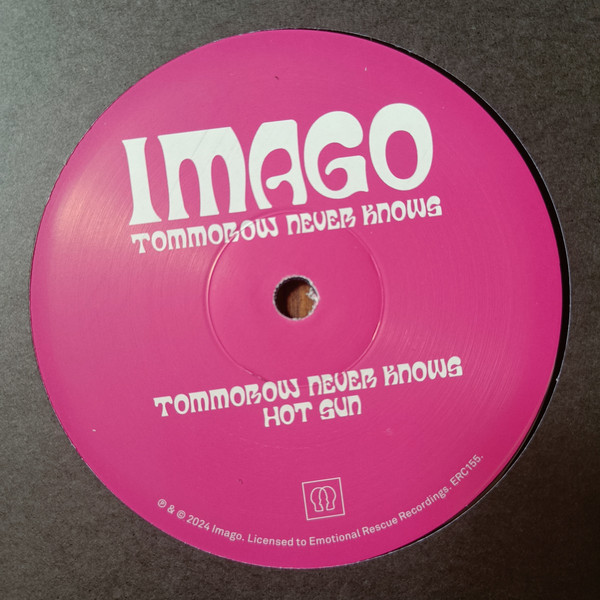 IMAGO
TOMMOROW NEVER KNOWS
TOMMOROW NEVER KNOWS
HOT SUN
℗ & © 2024 Imago. Licensed to Emotional Rescue Recordings. ERC155.